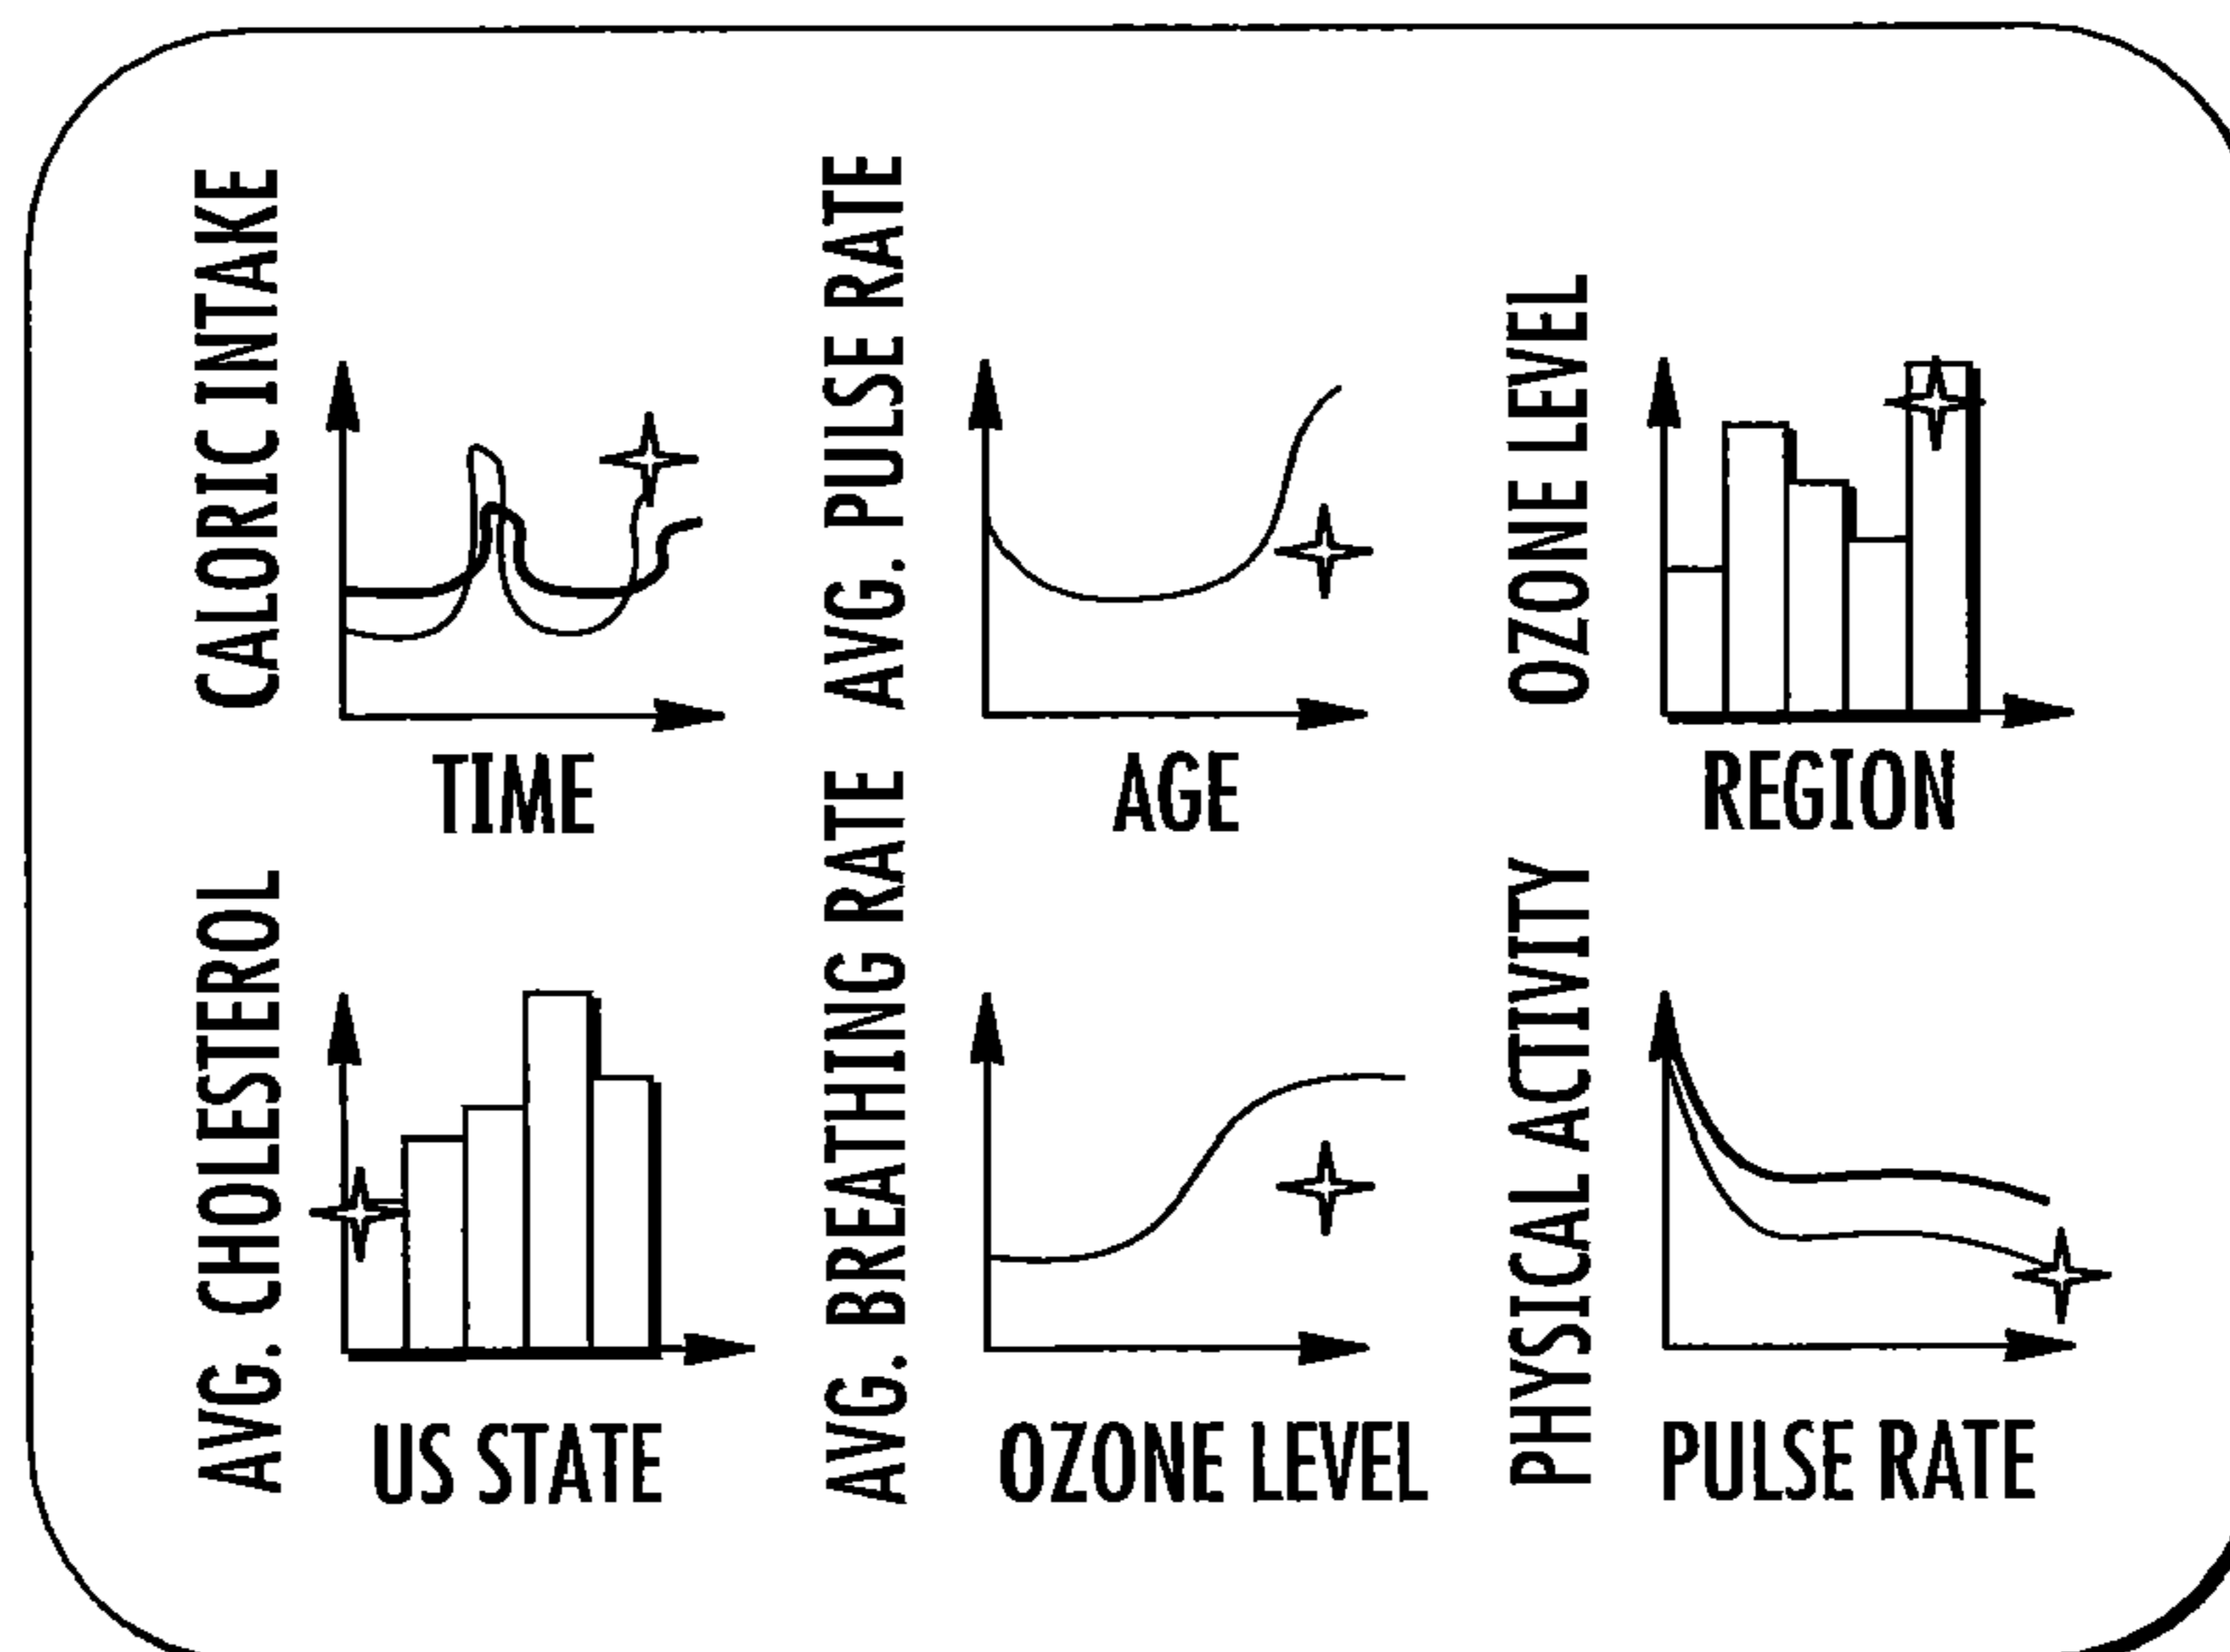 CALORIC INTAKE
TIME
AVG. PULSE RATE
AGE
OZONE LEVEL
REGION
AVG. CHOLESTEROL
US STATE
AVG. BREATHING RATE
OZONE LEVEL
PHYSICAL ACTIVITY
PULSE RATE